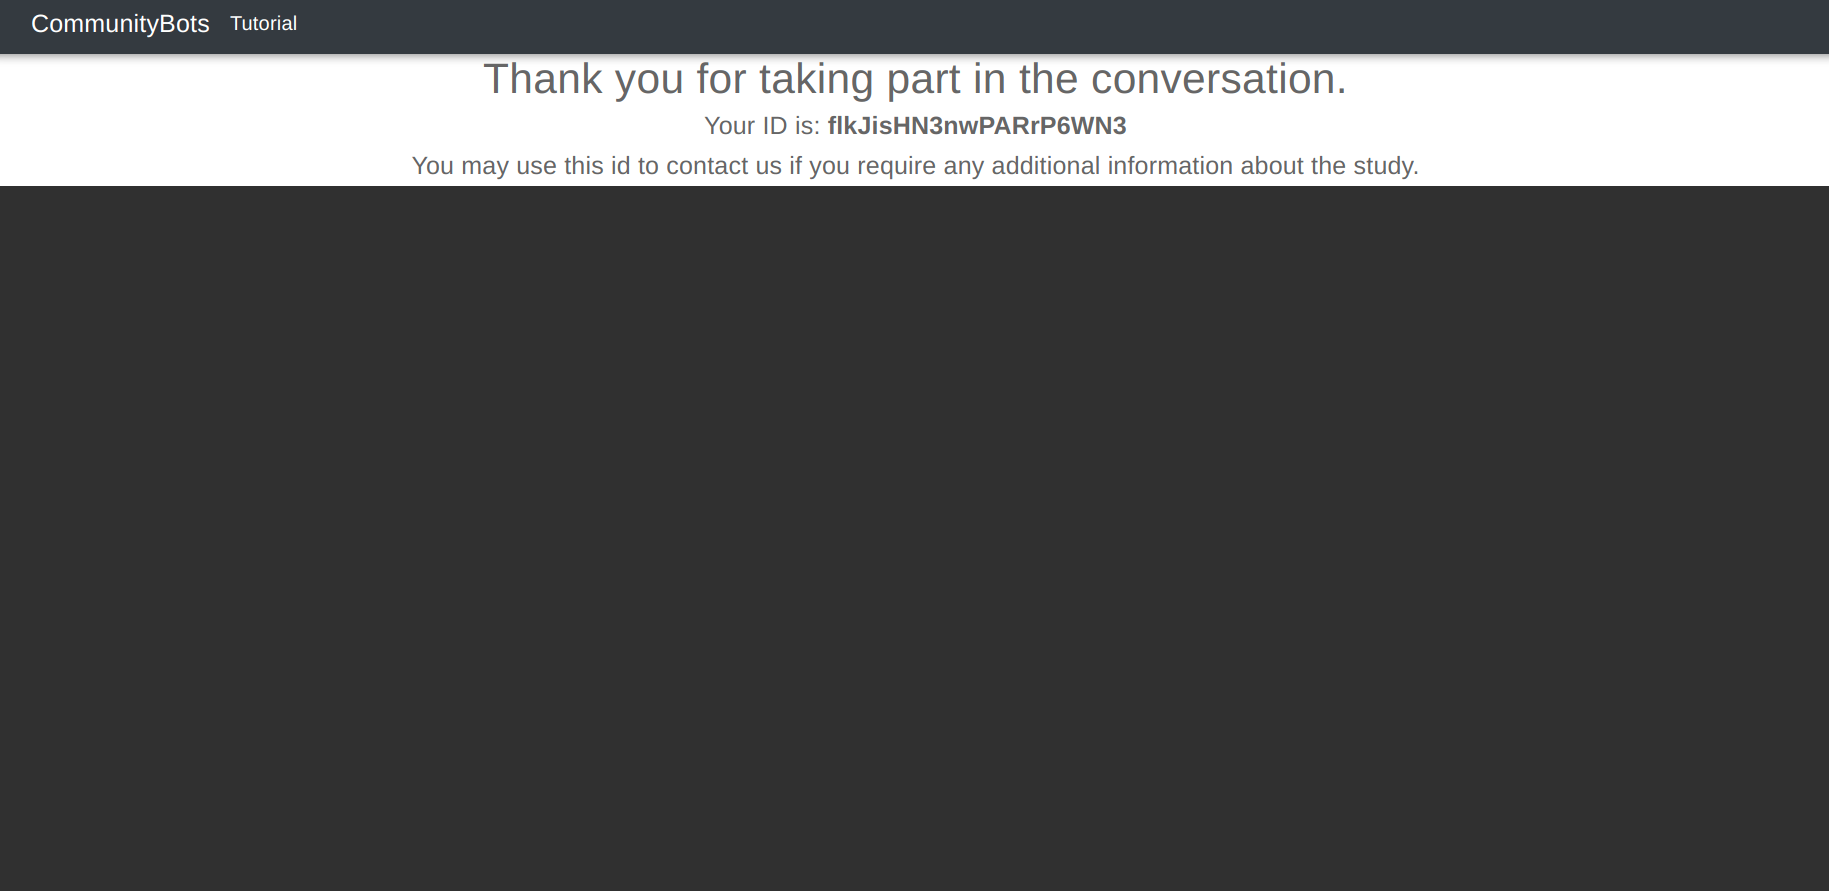 CommunityBots Tutorial
Thank you for taking part in the conversation.
Your ID is: flkJisHN3nwPARrP6WN3
You may use this id to contact us if you require any additional information about the study.